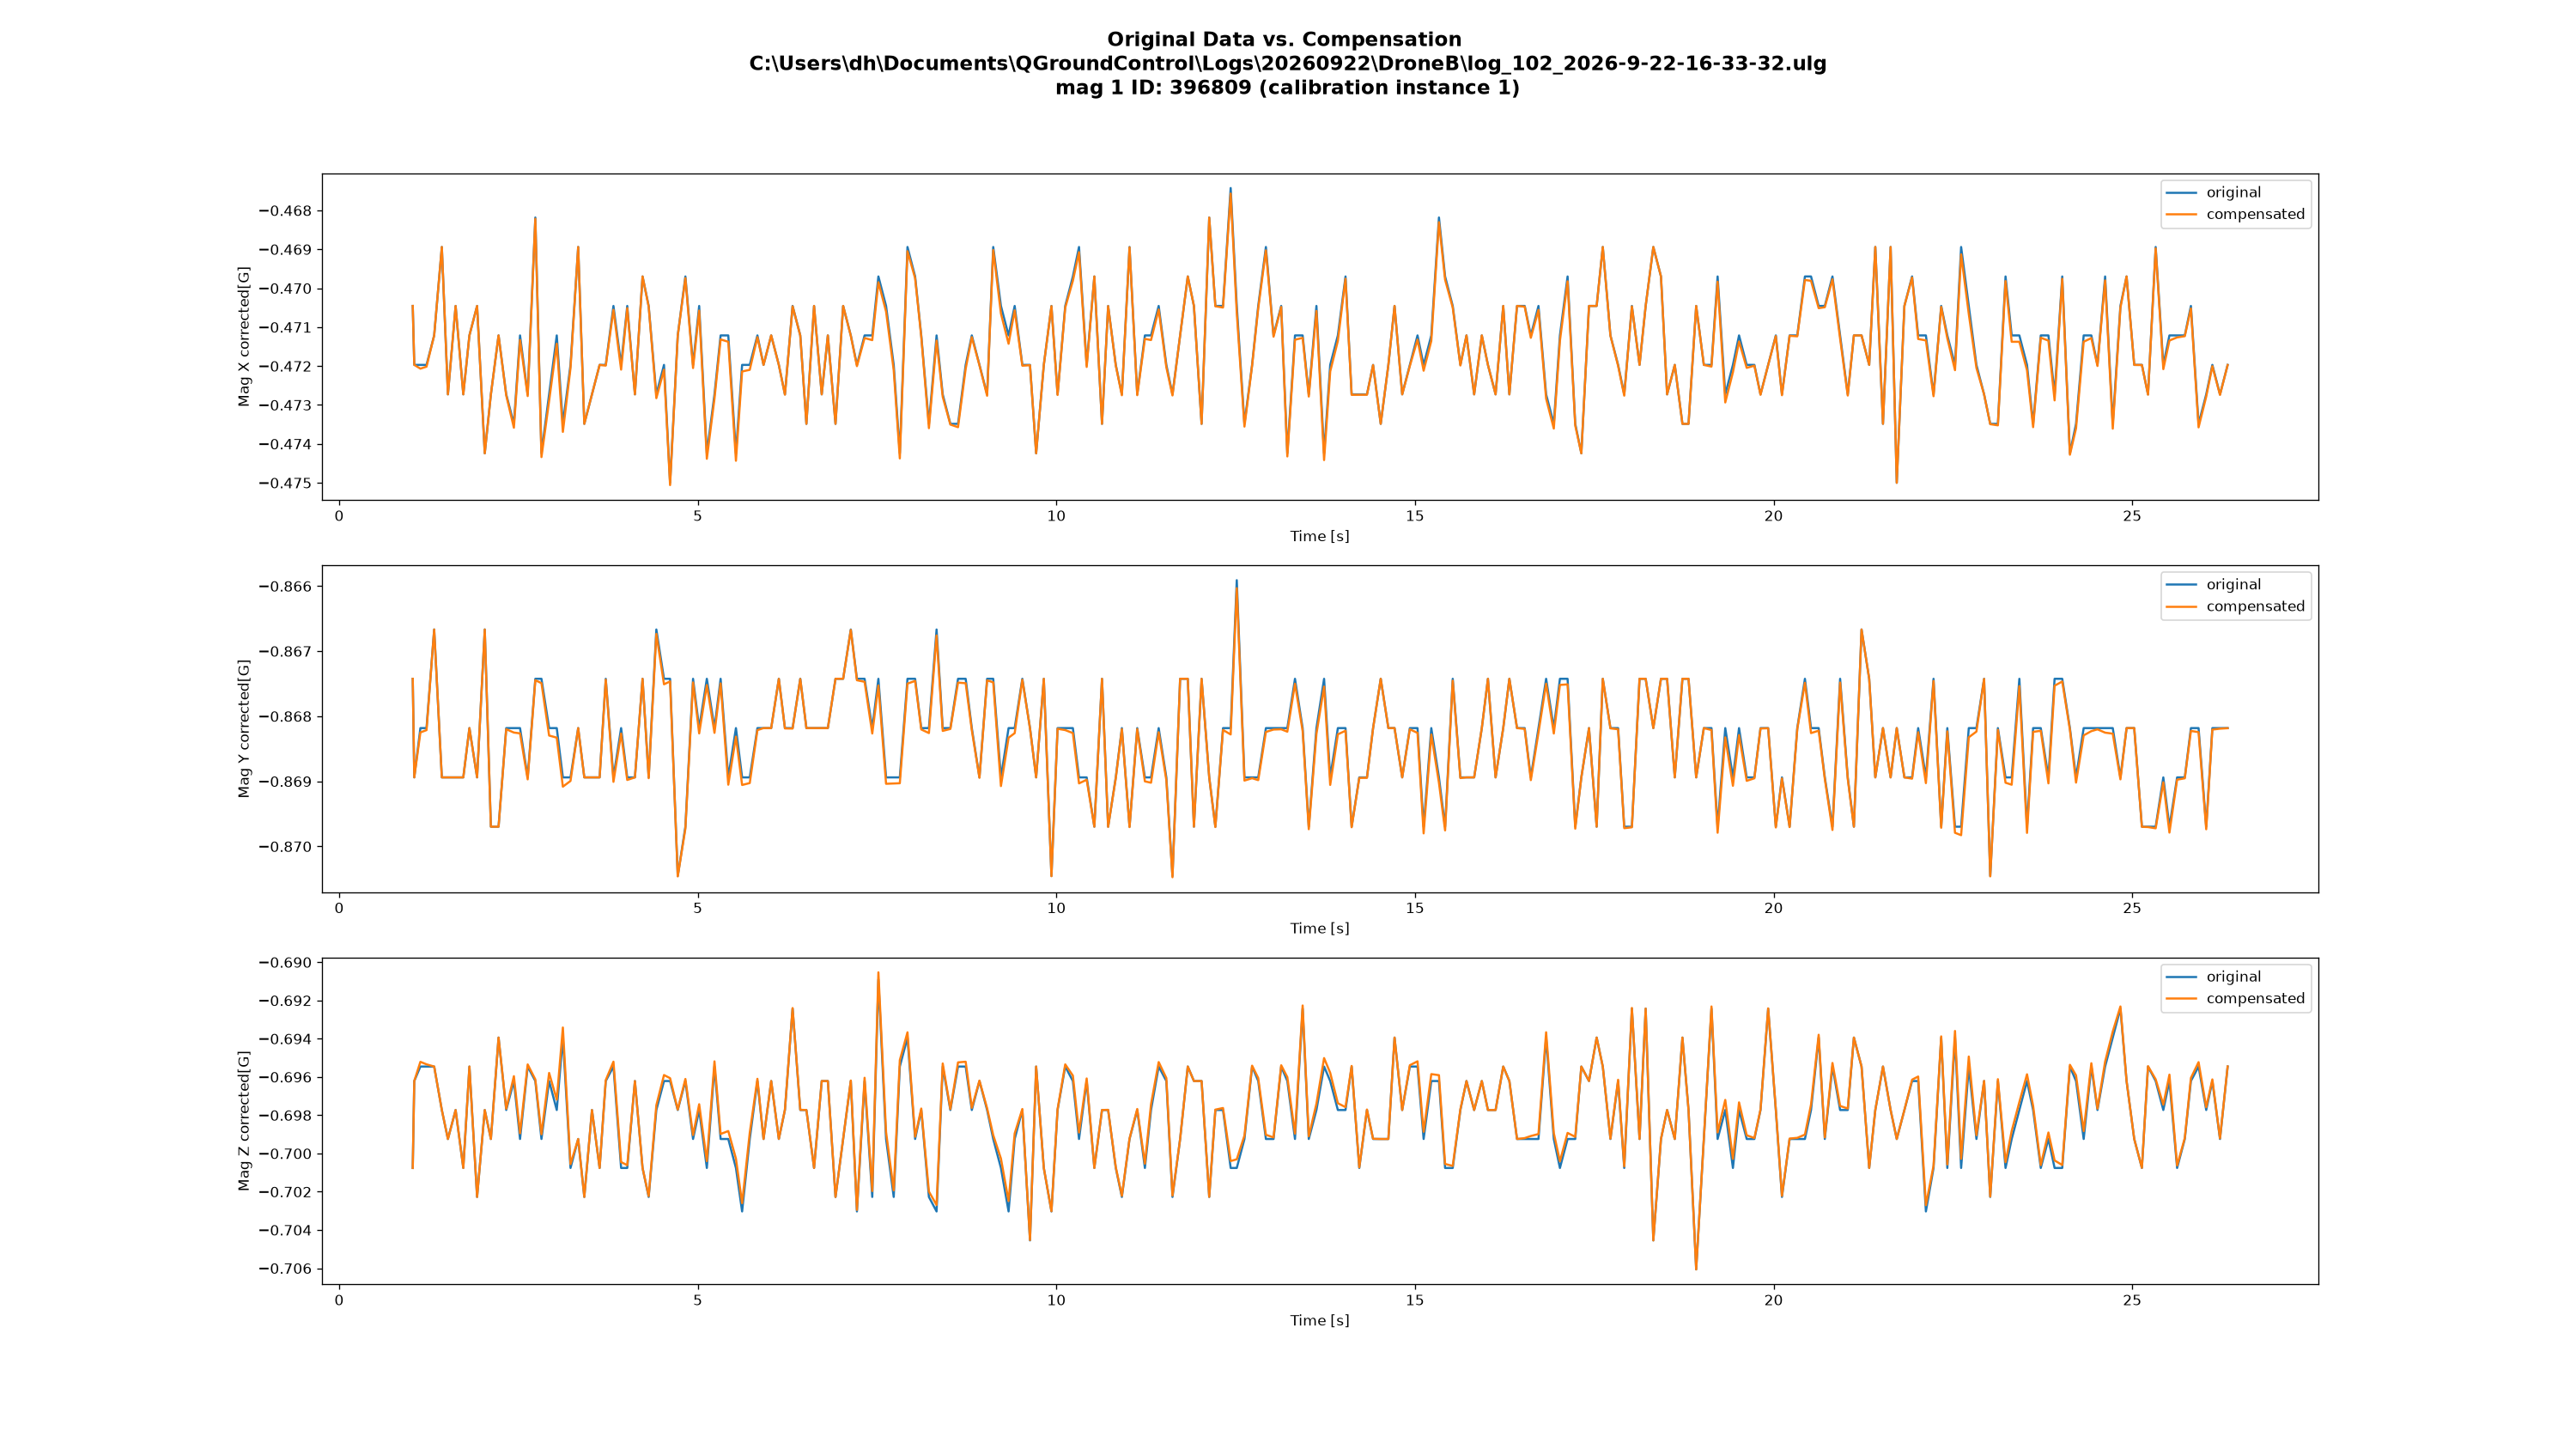 Original Data vs. Compensation
C:\Users\dh\Documents\QGroundControl\Logs\20260922\DroneB\log_102_2026-9-22-16-33-32.ulg
mag 1 ID: 396809 (calibration instance 1)
Mag X corrected[G]
−0.468
−0.469
−0.470
−0.471
−0.472
−0.473
−0.474
−0.475
original
compensated
0 5 10 15 20 25
Time [s]
Mag Y corrected[G]
−0.866
−0.867
−0.868
−0.869
−0.870
original
compensated
0 5 10 15 20 25
Time [s]
Mag Z corrected[G]
−0.690
−0.692
−0.694
−0.696
−0.698
−0.700
−0.702
−0.704
−0.706
original
compensated
0 5 10 15 20 25
Time [s]